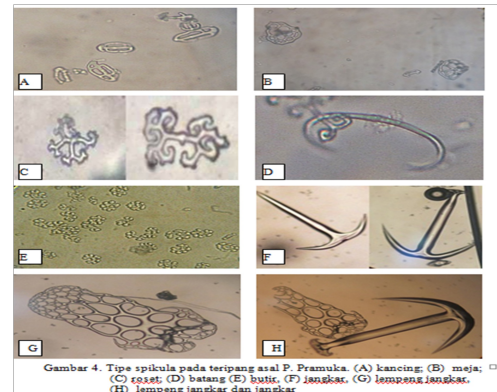 A
B
C
D
E
F
G
H
Gambar 4. Tipe spikula pada teripang asal P. Pramuka. (A) kancing; (B) meja;
(C) roset; (D) batang (E) butir, (F) jangkar, (G) lempeng jangkar,
(H) lempeng jangkar dan jangkar